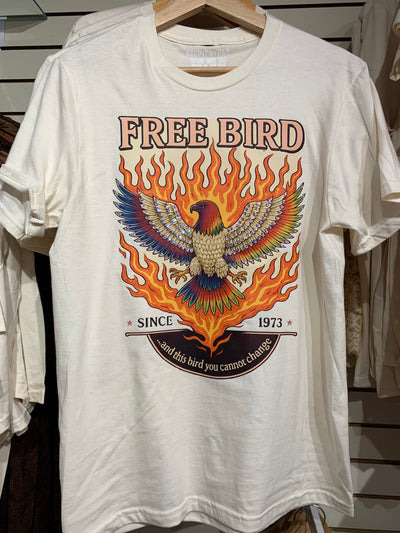 FREE BIRD
SINCE 1973
...and this bird you cannot change